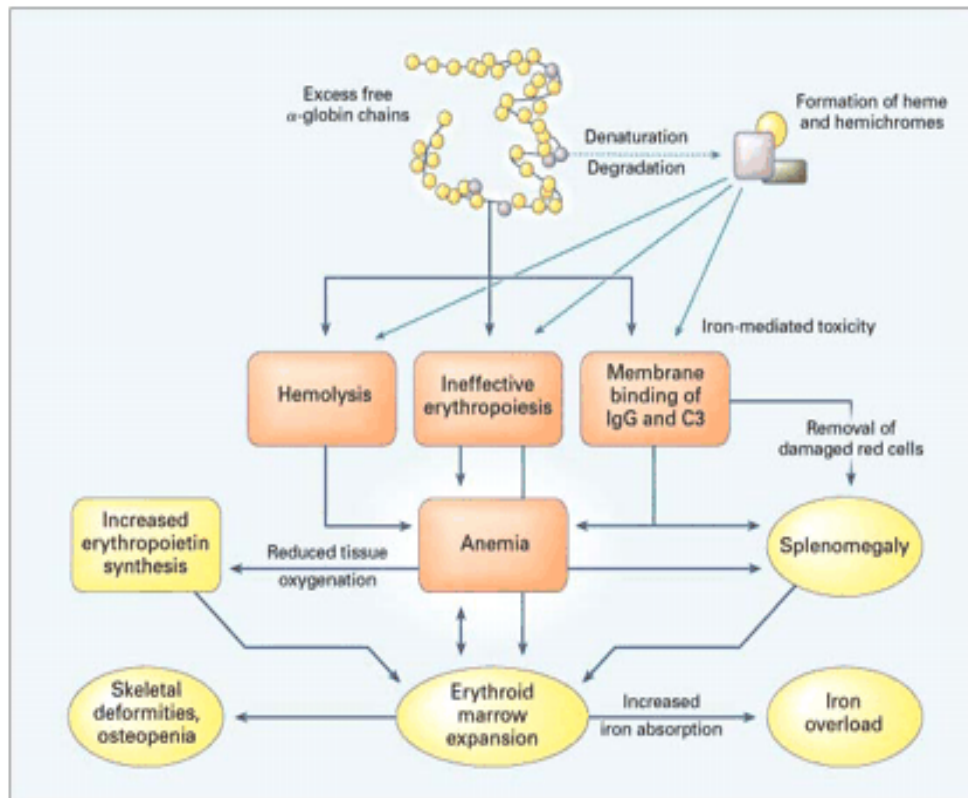 Excess free
α-globin chains
Denaturation
Degradation
Formation of heme
and hemichromes
Iron-mediated toxicity
Hemolysis
Ineffective
erythropoiesis
Membrane
binding of
IgG and C3
Removal of
damaged red cells
Increased
erythropoietin
synthesis
Reduced tissue
oxygenation
Anemia
Splenomegaly
Skeletal
deformities,
osteopenia
Erythroid
marrow
expansion
Increased
iron absorption
Iron
overload